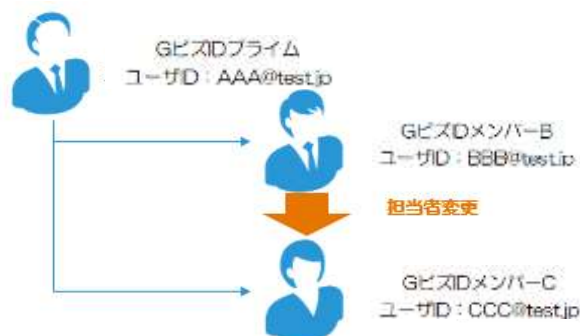 GビズIDプライム
ユーザID：AAA@test.jp
GビズIDメンバーB
ユーザID：BBB@test.jp
担当者変更
GビズIDメンバーC
ユーザID：CCC@test.jp